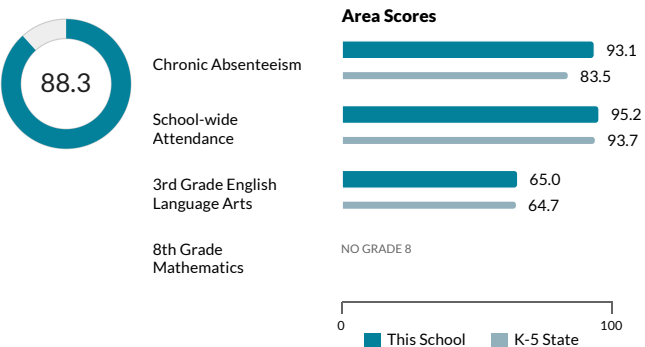 Area Scores
88.3
Chronic Absenteeism
93.1
83.5
School-wide
Attendance
95.2
93.7
3rd Grade English
Language Arts
65.0
64.7
8th Grade
Mathematics
NO GRADE 8
0 100
This School K-5 State